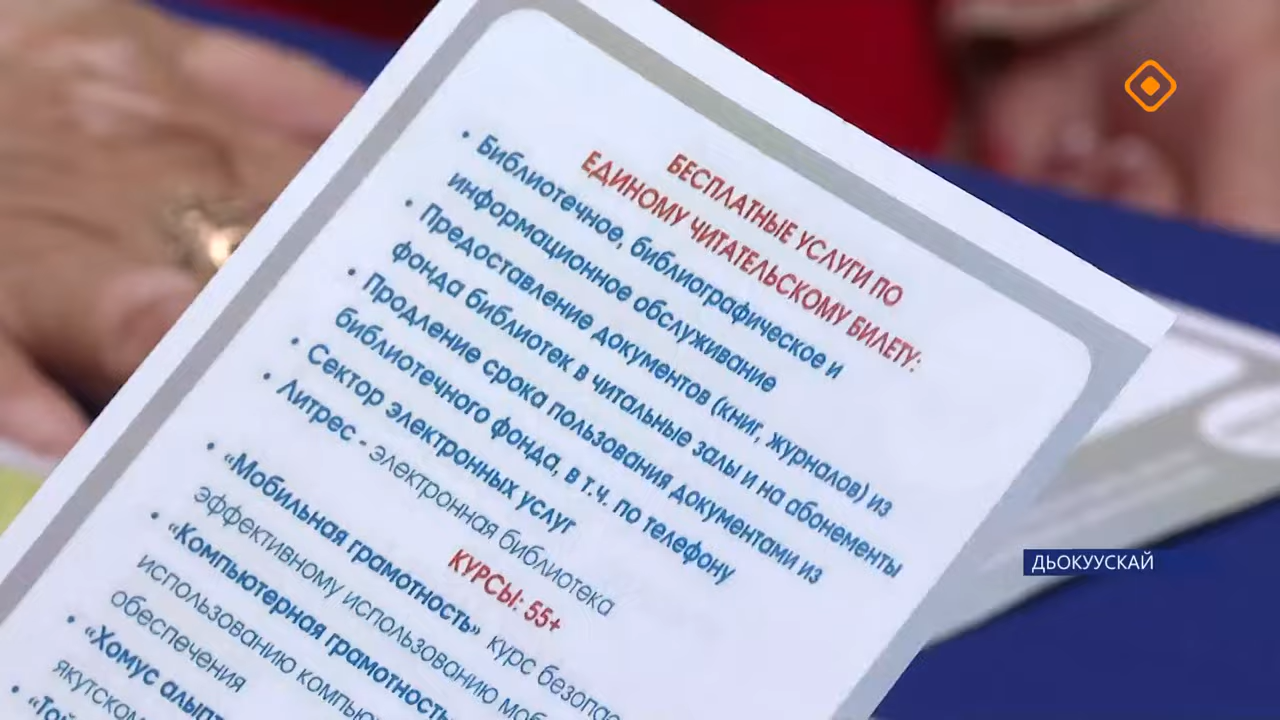 БЕСПЛАТНЫЕ УСЛУГИ ПО
ЕДИНОМУ ЧИТАТЕЛЬСКОМУ БИЛЕТУ:
• Библиотечное, библиографическое и
информационное обслуживание
• Предоставление документов (книг, журналов) из
фонда библиотек в читальные залы и на абонементы
• Продление срока пользования документами из
библиотечного фонда, в т.ч. по телефону
• Сектор электронных услуг
• Литрес - электронная библиотека
КУРСЫ: 55+
• «Мобильная грамотность» курс
эффективному использованию
• «Компьютерная грамотность
использованию
обеспечения
• «Хомус
ДЬОКУУСКАЙ